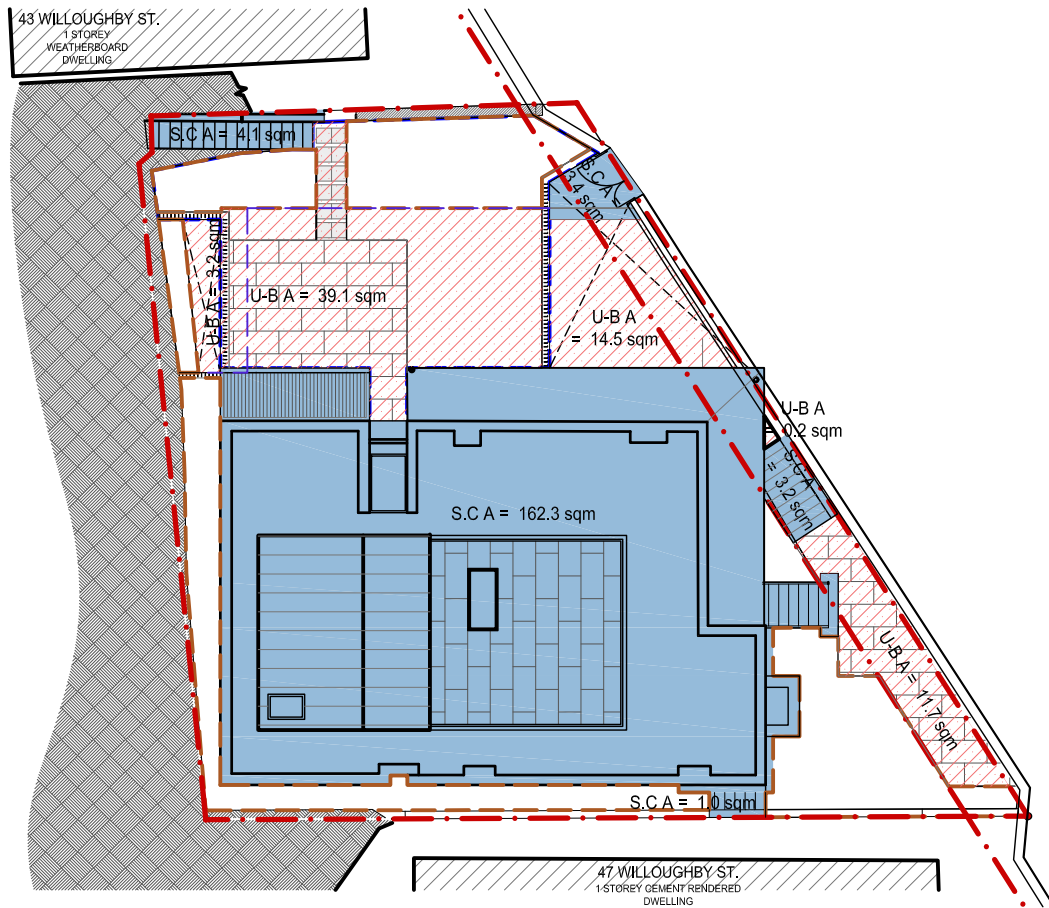 43 WILLOUGHBY ST.
1 STOREY
WEATHERBOARD
DWELLING
S.C A = 4.1 sqm
S.C A
= 3.4 sqm
U-B A = 3.2 sqm
U-B A = 39.1 sqm
U-B A
= 14.5 sqm
U-B A
= 0.2 sqm
S.C A
= 3.2 sqm
S.C A = 162.3 sqm
U-B A = 11.7 sqm
S.C A = 1.0 sqm
47 WILLOUGHBY ST.
1 STOREY CEMENT RENDERED
DWELLING